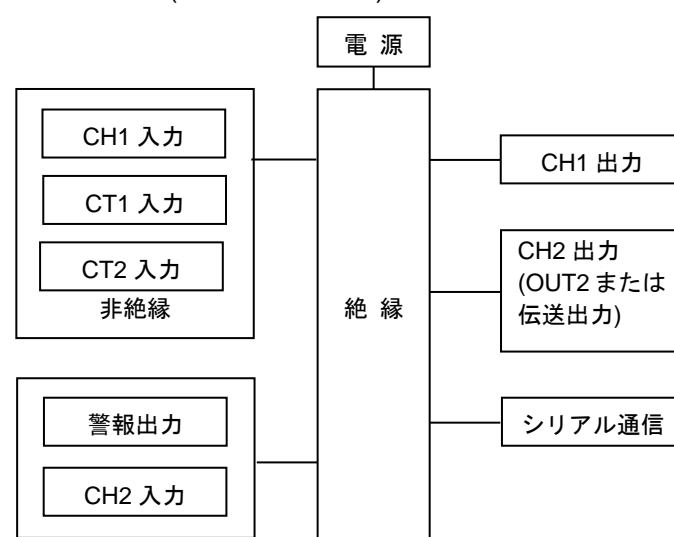 電 源
CH1 入力
CT1 入力
CT2 入力
非絶縁
警報出力
CH2 入力
絶 縁
CH1 出力
CH2 出力
(OUT2 または
伝送出力)
シリアル通信